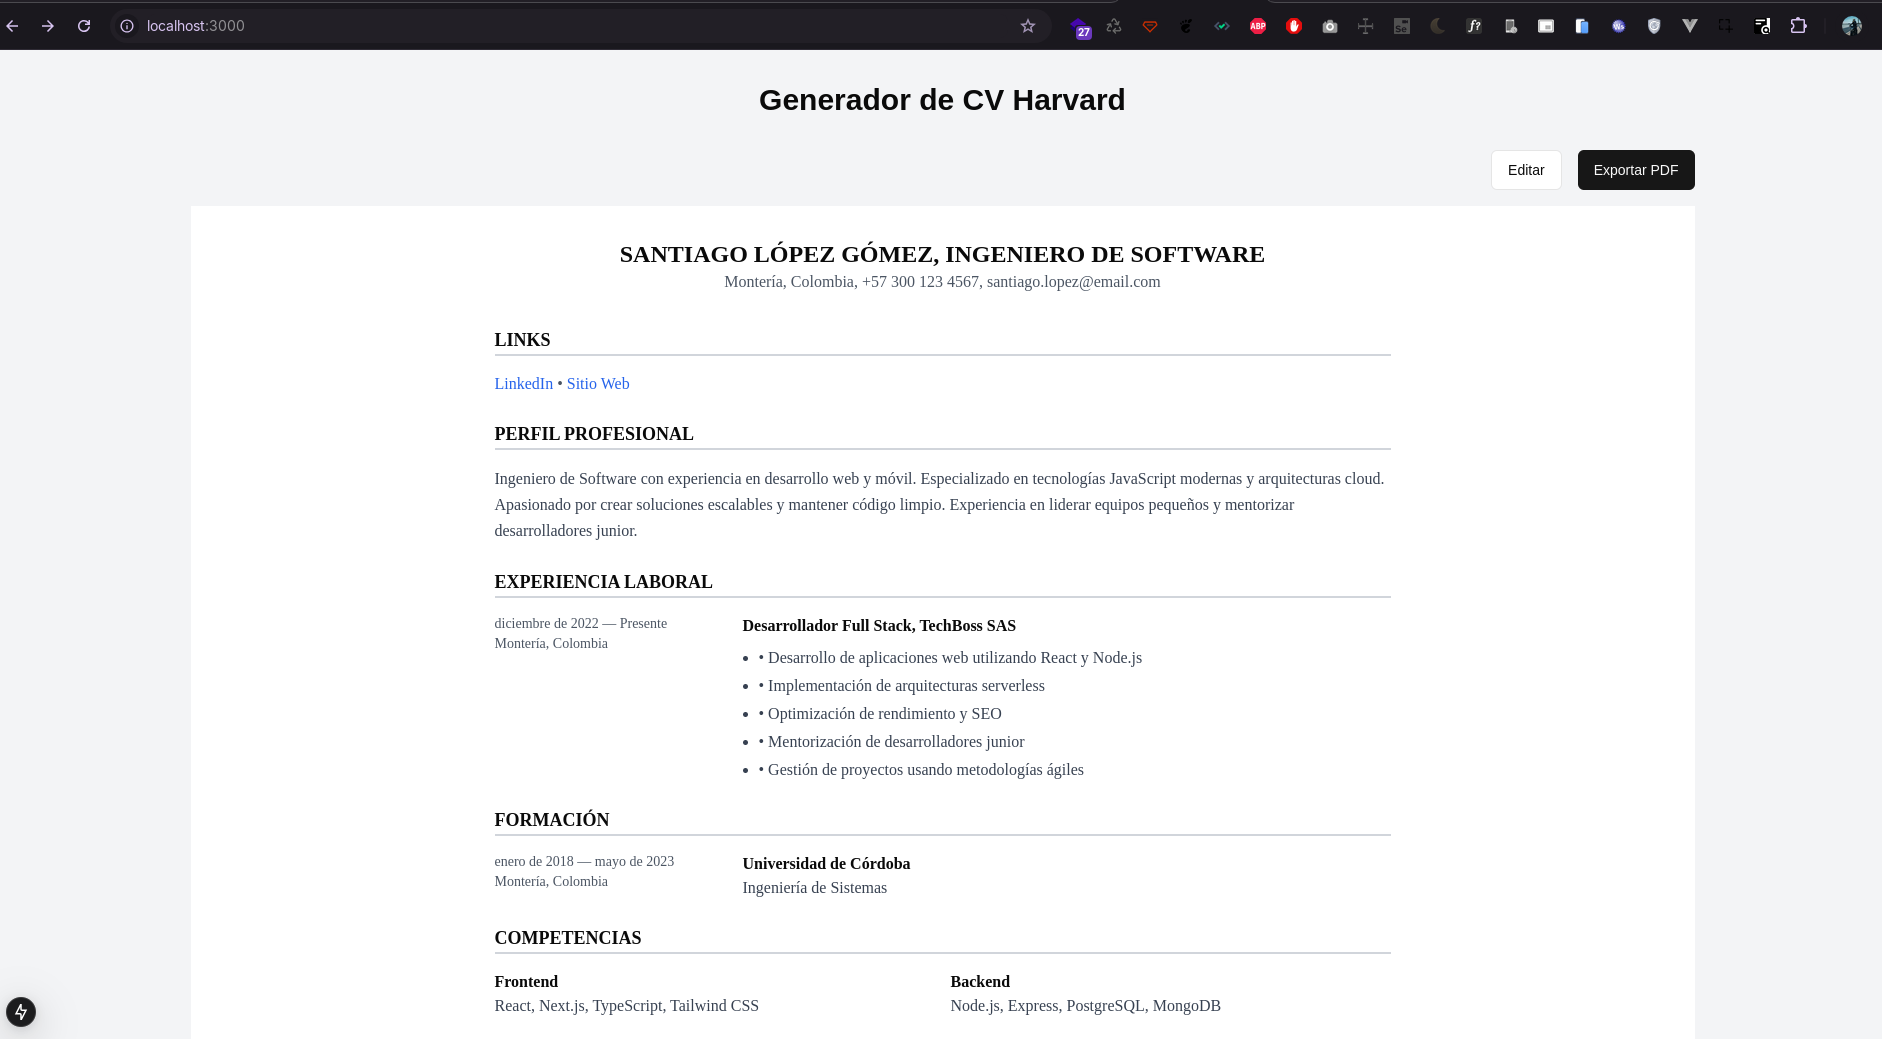 localhost:3000
27
ABP
f?
Generador de CV Harvard
Editar
Exportar PDF
SANTIAGO LÓPEZ GÓMEZ, INGENIERO DE SOFTWARE
Montería, Colombia, +57 300 123 4567, santiago.lopez@email.com
LINKS
LinkedIn • Sitio Web
PERFIL PROFESIONAL
Ingeniero de Software con experiencia en desarrollo web y móvil. Especializado en tecnologías JavaScript modernas y arquitecturas cloud.
Apasionado por crear soluciones escalables y mantener código limpio. Experiencia en liderar equipos pequeños y mentorizar
desarrolladores junior.
EXPERIENCIA LABORAL
diciembre de 2022 — Presente
Montería, Colombia
Desarrollador Full Stack, TechBoss SAS
• • Desarrollo de aplicaciones web utilizando React y Node.js
• • Implementación de arquitecturas serverless
• • Optimización de rendimiento y SEO
• • Mentorización de desarrolladores junior
• • Gestión de proyectos usando metodologías ágiles
FORMACIÓN
enero de 2018 — mayo de 2023
Montería, Colombia
Universidad de Córdoba
Ingeniería de Sistemas
COMPETENCIAS
Frontend
React, Next.js, TypeScript, Tailwind CSS
Backend
Node.js, Express, PostgreSQL, MongoDB